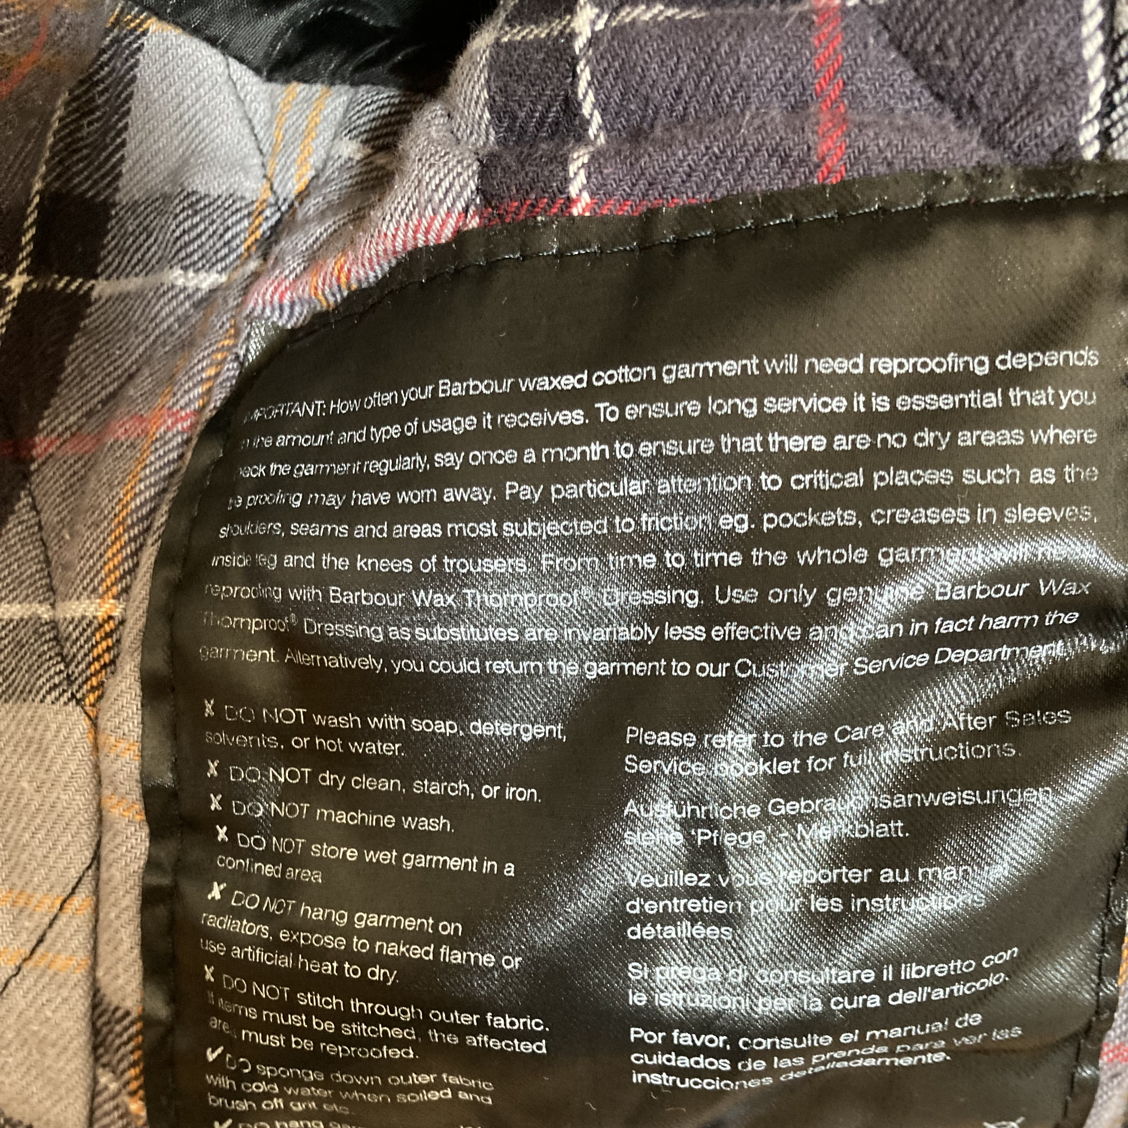 IMPORTANT: How often your Barbour waxed cotton garment will need reproofing depends
the amount and type of usage it receives. To ensure long service it is essential that you
the garment regularly, say once a month to ensure that there are no dry areas where
proofing may have worn away. Pay particular attention to critical places such as the
shoulders, seams and areas most subjected to friction eg. pockets, creases in sleeves,
inside leg and the knees of trousers. From time to time the whole garment will need
reproofing with Barbour Wax Thornproof® Dressing. Use only genuine Barbour Wax
Thornproof® Dressing as substitutes are invariably less effective and can in fact harm the
garment. Alternatively, you could return the garment to our Customer Service Department.
✗ DO NOT wash with soap, detergent,
solvents, or hot water.
✗ DO NOT dry clean, starch, or iron.
✗ DO NOT machine wash.
✗ DO NOT store wet garment in a
confined area
✗ DO NOT hang garment on
radiators, expose to naked flame or
use artificial heat to dry.
✗ DO NOT stitch through outer fabric.
If items must be stitched, the affected
must be reproofed.
✓ DO sponge down outer fabric
with cold water when soiled and
brush off grit etc.
✓ DO hang
Please refer to the Care and After Sales
Service booklet for full instructions.
Ausführliche Gebrauchsanweisungen
siehe 'Pflege' - Merkblatt.
Veuillez vous reporter au manuel
d'entretien pour les instructions
détaillées
Si prega di consultare il libretto con
le istruzioni per la cura dell'articolo.
Por favor, consulte el manual de
cuidados de las prenda para ver las
instrucciones detalladamente.